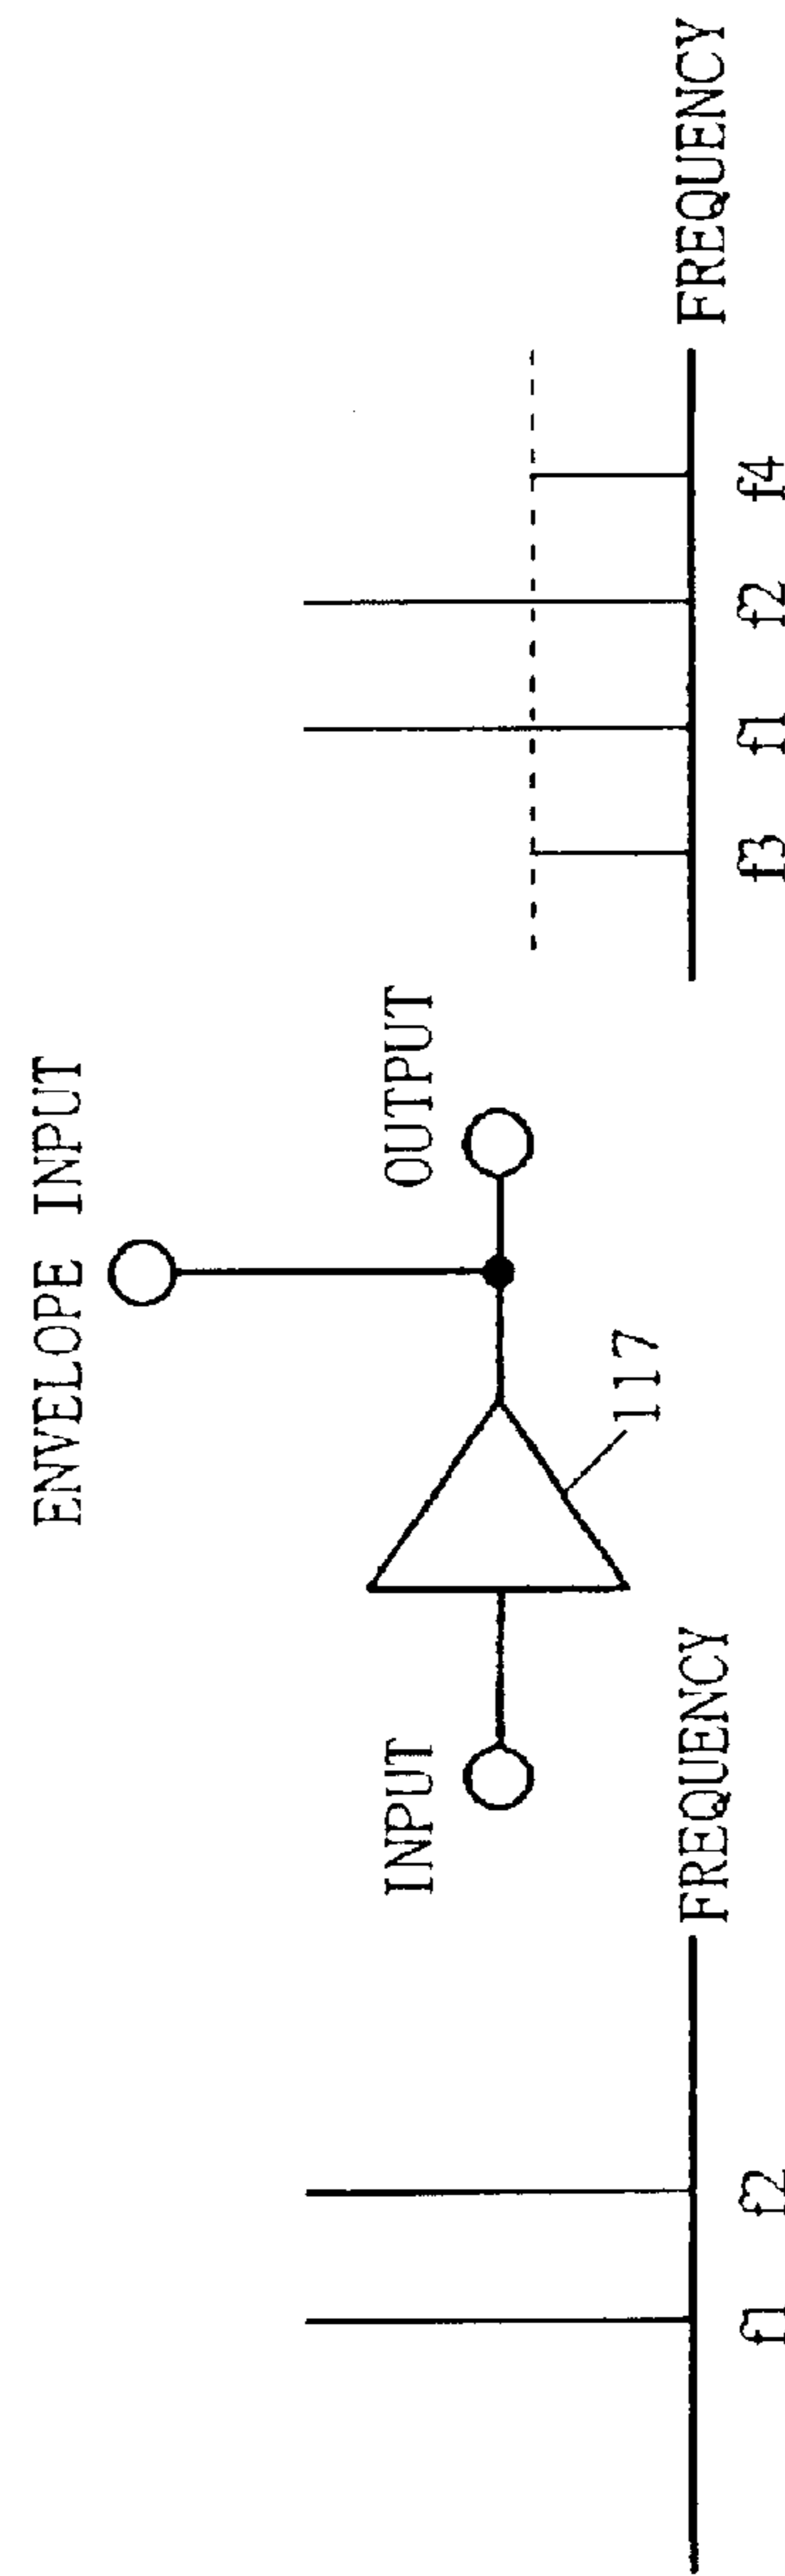 f1 f2
FREQUENCY
INPUT
117
ENVELOPE INPUT
OUTPUT
f3 f1 f2 f4
FREQUENCY